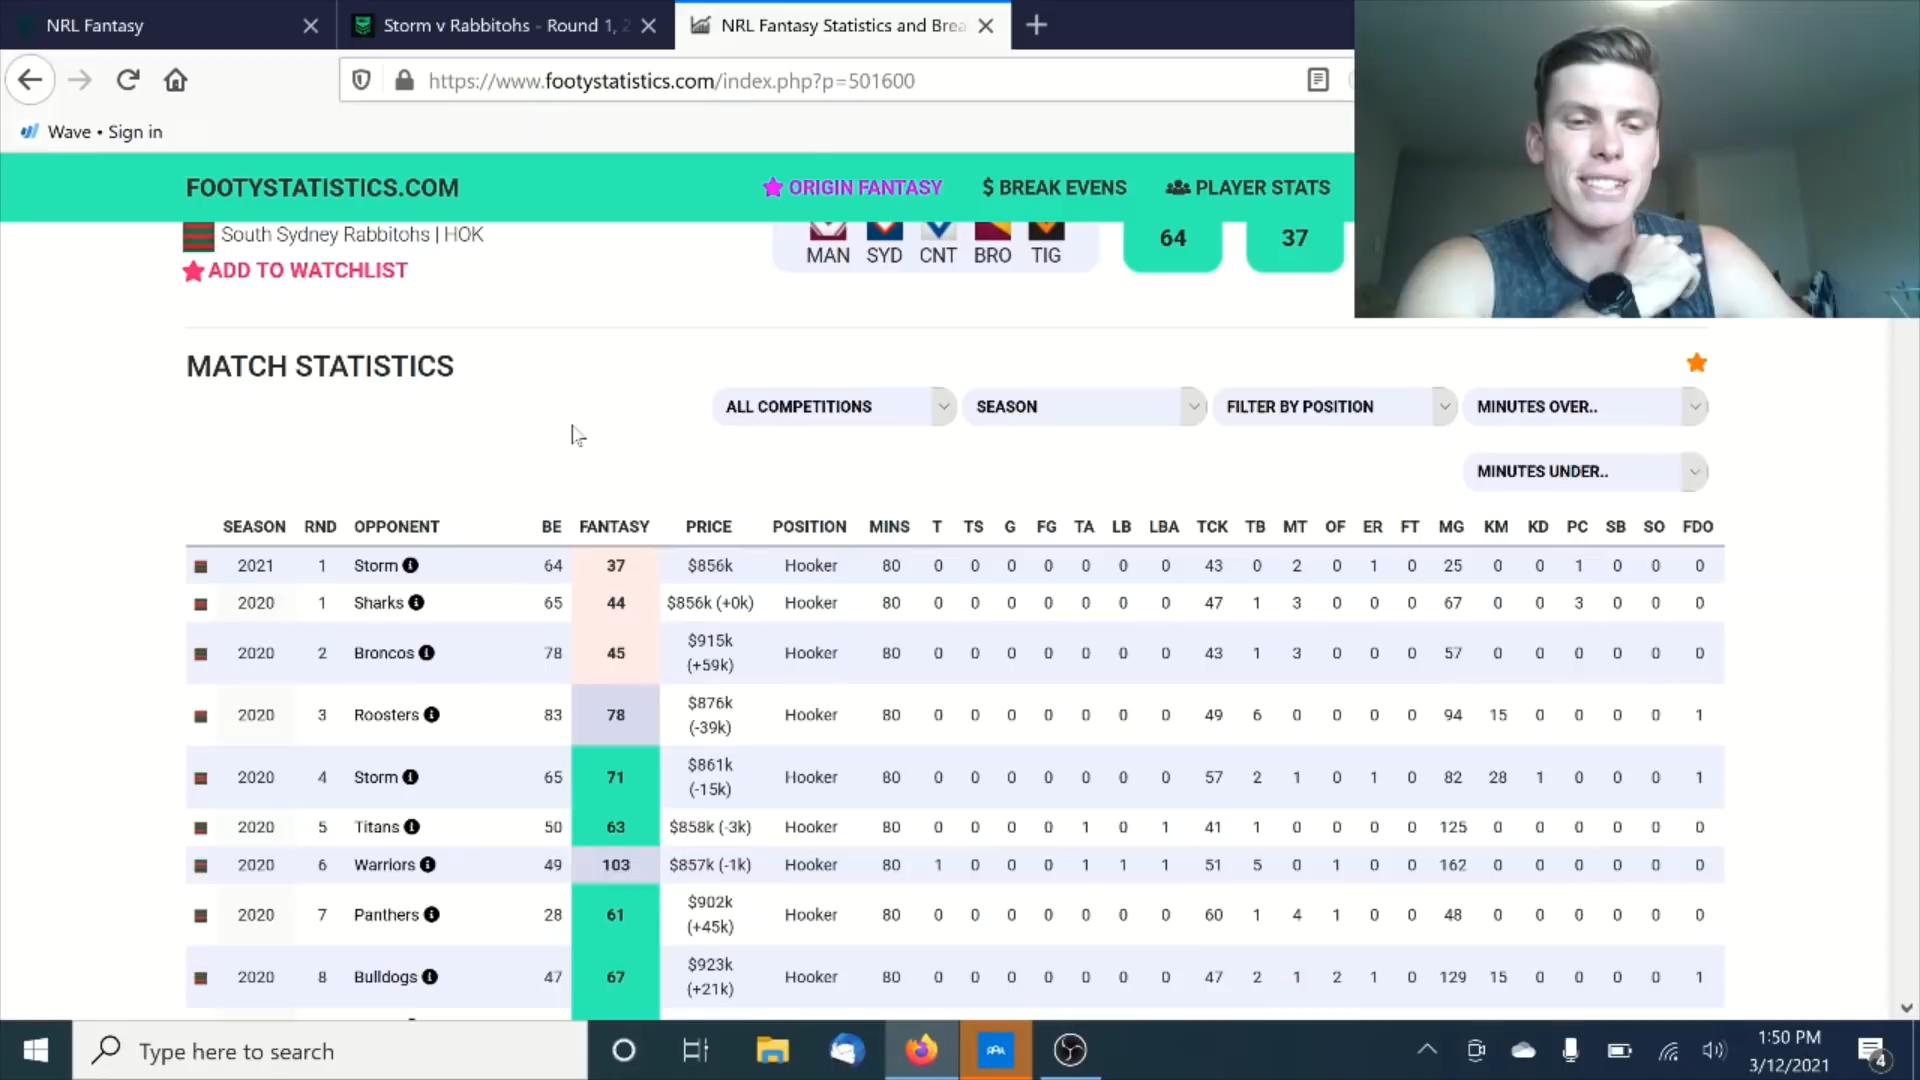 NRL Fantasy
Storm v Rabbitohs - Round 1, 2
NRL Fantasy Statistics and Brea
https://www.footystatistics.com/index.php?p=501600
Wave • Sign in
FOOTYSTATISTICS.COM
ORIGIN FANTASY
$ BREAK EVENS
PLAYER STATS
South Sydney Rabbitohs | HOK
ADD TO WATCHLIST
MAN SYD CNT BRO TIG
64
37
MATCH STATISTICS
ALL COMPETITIONS
SEASON
FILTER BY POSITION
MINUTES OVER..
MINUTES UNDER..
SEASON RND OPPONENT BE FANTASY PRICE POSITION MINS T TS G FG TA LB LBA TCK TB MT OF ER FT MG KM KD PC SB SO FDO
2021 1 Storm 64 37 $856k Hooker 80 0 0 0 0 0 0 0 43 0 2 0 1 0 25 0 0 1 0 0 0
2020 1 Sharks 65 44 $856k (+0k) Hooker 80 0 0 0 0 0 0 0 47 1 3 0 0 0 67 0 0 3 0 0 0
2020 2 Broncos 78 45 $915k (+59k) Hooker 80 0 0 0 0 0 0 0 43 1 3 0 0 0 57 0 0 0 0 0 0
2020 3 Roosters 83 78 $876k (-39k) Hooker 80 0 0 0 0 0 0 0 49 6 0 0 0 0 94 15 0 0 0 0 1
2020 4 Storm 65 71 $861k (-15k) Hooker 80 0 0 0 0 0 0 0 57 2 1 0 1 0 82 28 1 0 0 0 1
2020 5 Titans 50 63 $858k (-3k) Hooker 80 0 0 0 0 1 0 1 41 1 0 0 0 0 125 0 0 0 0 0 0
2020 6 Warriors 49 103 $857k (-1k) Hooker 80 1 0 0 0 1 1 1 51 5 0 1 0 0 162 0 0 0 0 0 0
2020 7 Panthers 28 61 $902k (+45k) Hooker 80 0 0 0 0 0 0 0 60 1 4 1 0 0 48 0 0 0 0 0 0
2020 8 Bulldogs 47 67 $923k (+21k) Hooker 80 0 0 0 0 0 0 0 47 2 1 2 1 0 129 15 0 0 0 0 1
Type here to search
1:50 PM
3/12/2021
4